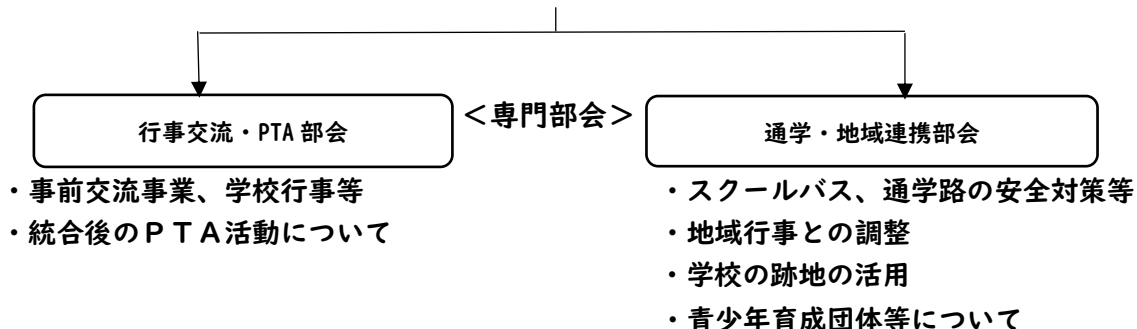 ＜専門部会＞
行事交流・PTA 部会
・事前交流事業、学校行事等
・統合後のＰＴＡ活動について
通学・地域連携部会
・スクールバス、通学路の安全対策等
・地域行事との調整
・学校の跡地の活用
・青少年育成団体等について